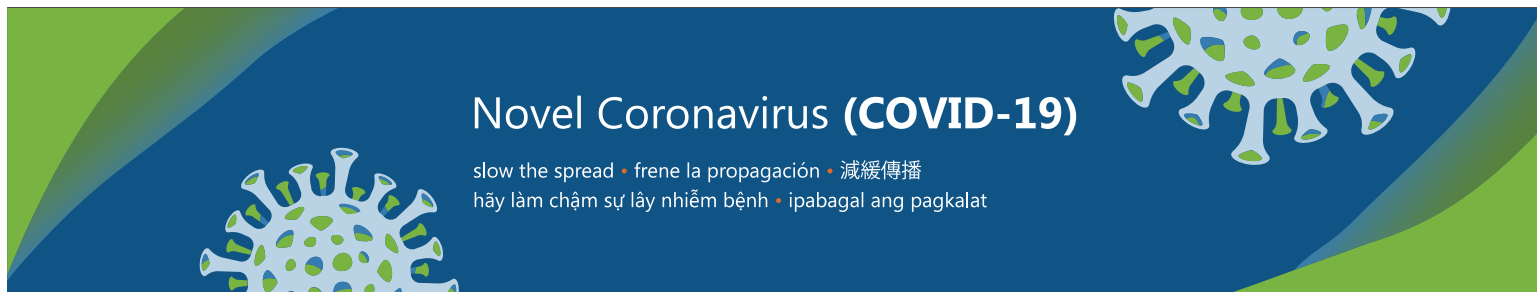 Novel Coronavirus (COVID-19)
slow the spread • frene la propagación • 減緩傳播
hãy làm chậm sự lây nhiễm bệnh • ipabagal ang pagkalat